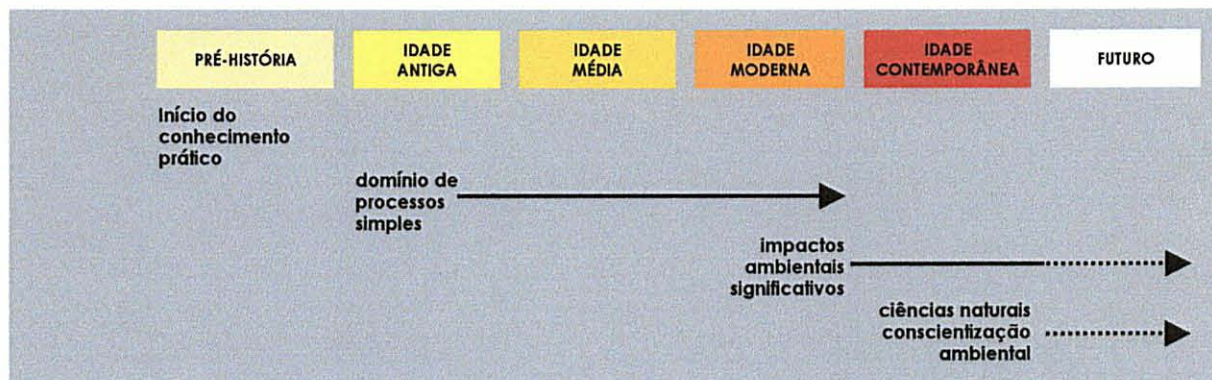 PRÉ-HISTÓRIA
IDADE
ANTIGA
IDADE
MÉDIA
IDADE
MODERNA
IDADE
CONTEMPORÂNEA
FUTURO
Início do
conhecimento
prático
domínio de
processos
simples
impactos
ambientais
significativos
ciências naturais
conscientização
ambiental